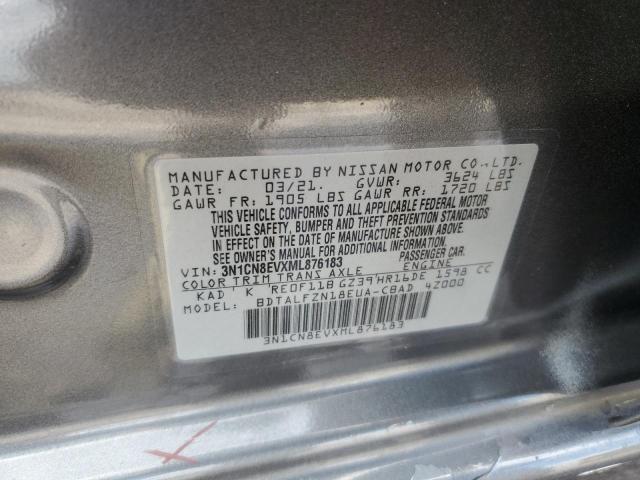 MANUFACTURED BY NISSAN MOTOR CO.,LTD.
DATE: 03/21. GVWR: 3624 LBS
GAWR FR: 1905 LBS GAWR RR: 1720 LBS
THIS VEHICLE CONFORMS TO ALL APPLICABLE FEDERAL MOTOR
VEHICLE SAFETY, BUMPER AND THEFT PREVENTION STANDARDS
IN EFFECT ON THE DATE OF MANUFACTURE SHOWN ABOVE.
SEE OWNER'S MANUAL FOR ADDITIONAL INFORMATION.
VIN: 3N1CN8EVXML876183 PASSENGER CAR.
COLOR TRIM TRANS AXLE ENGINE
KAD K RE0F11B GZ39 HR16DE 1598 CC
MODEL: BDTALFZN18EUA-CBAD 4Z000
3N1CN8EVXML876183